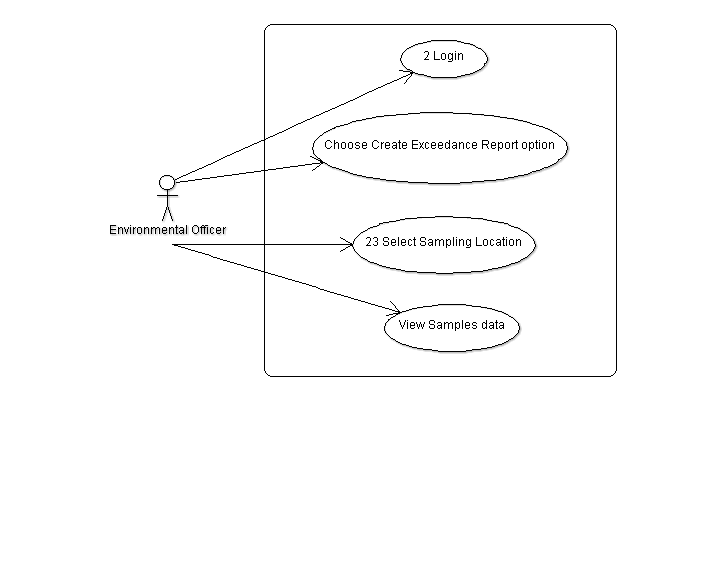 2 Login
Choose Create Exceedance Report option
Environmental Officer
23 Select Sampling Location
View Samples data